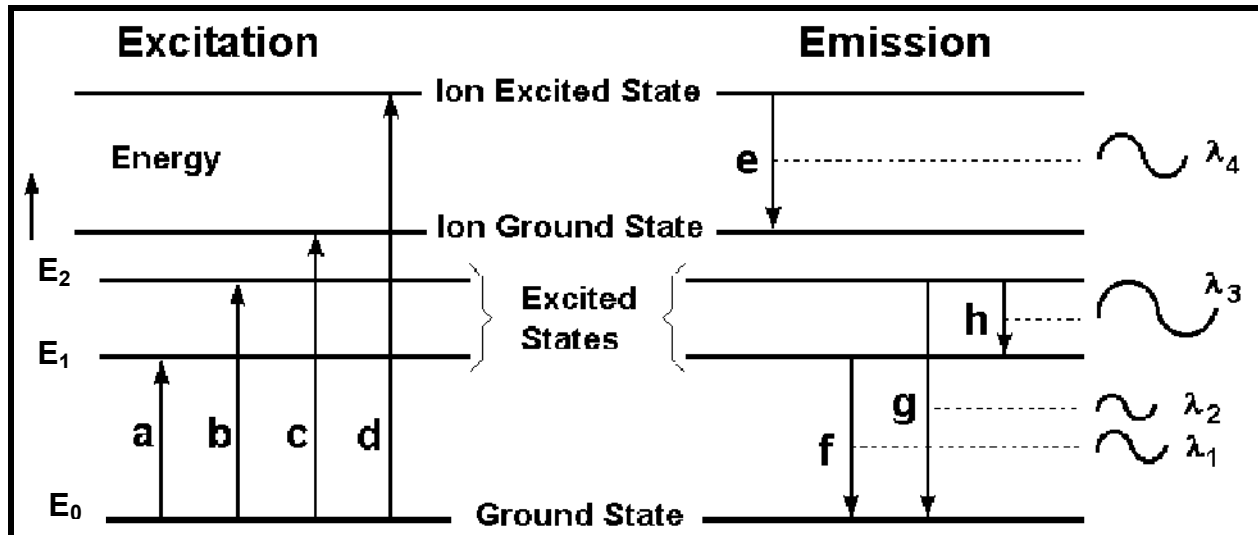 Excitation
Emission
Ion Excited State
Energy
e
λ4
Ion Ground State
E2
Excited
States
h
λ3
E1
a
b
c
d
g
λ2
f
λ1
E0
Ground State